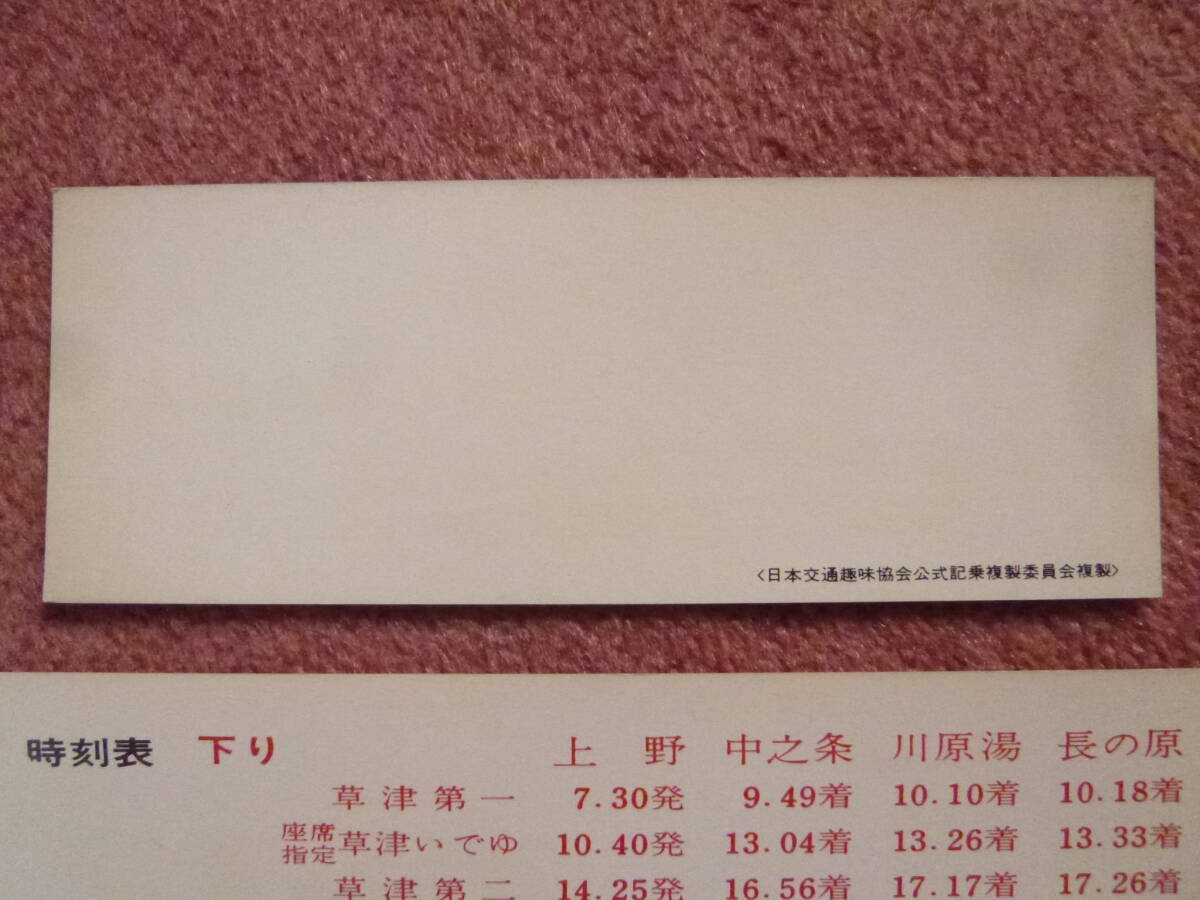 〈日本交通趣味協会公式記乗複製委員会複製〉
時刻表 下り 上野 中之条 川原湯 長の原
草津第一 7.30発 9.49着 10.10着 10.18着
座席指定 草津いでゆ 10.40発 13.04着 13.26着 13.33着
草津第二 14.25発 16.56着 17.17着 17.26着